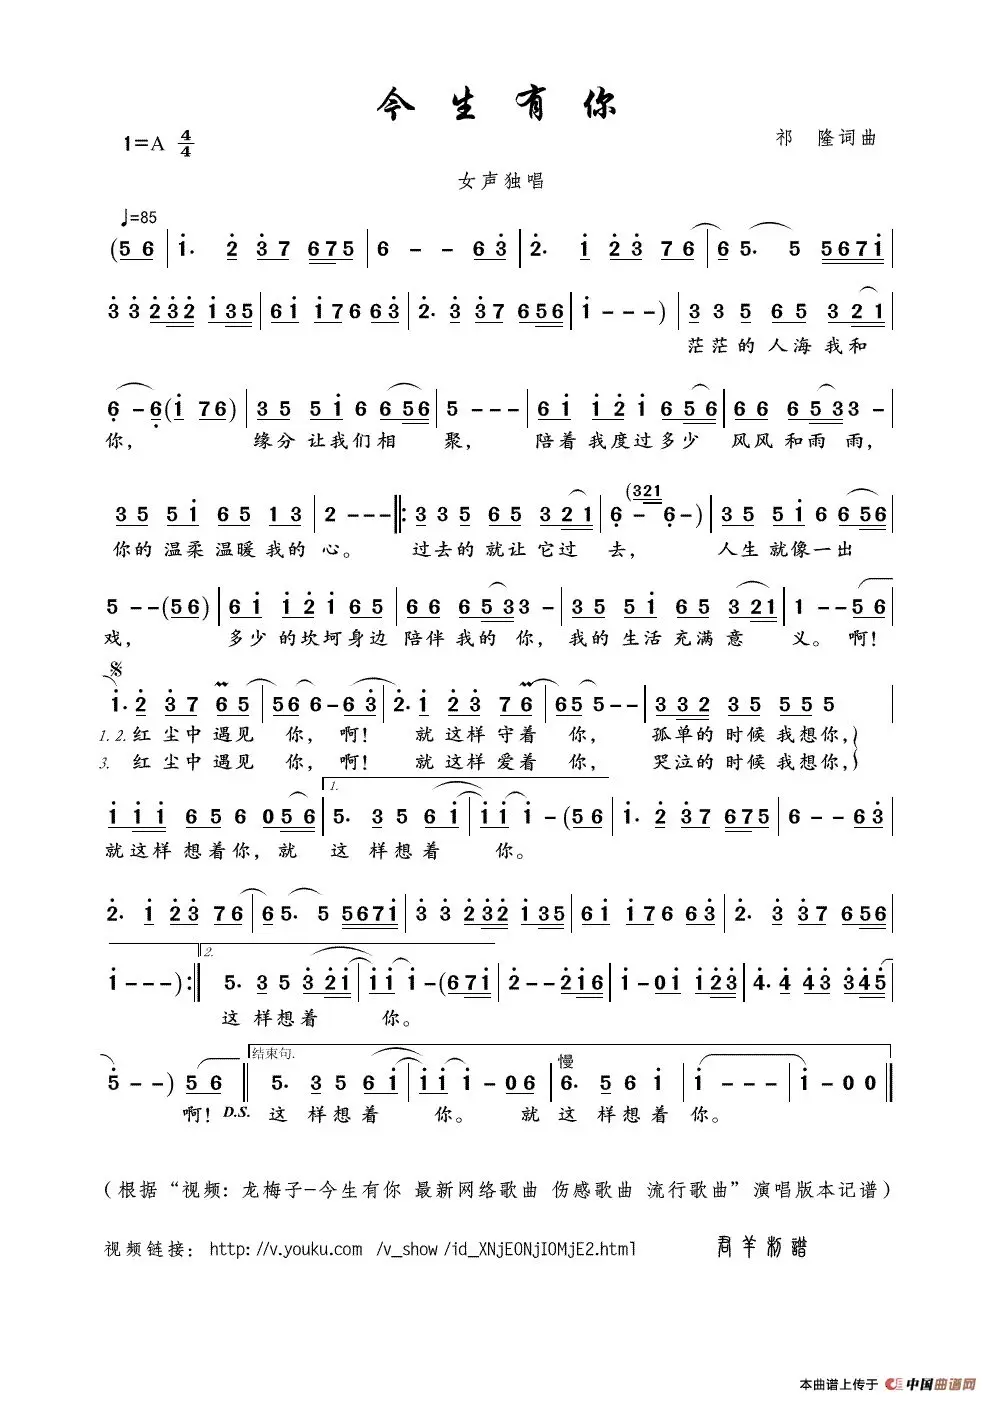 今生有你
1=A 4/4
祁 隆词曲
女声独唱
♩=85
(5 6 | 1· 2 3 7 6 7 5 | 6 - - 6 3 | 2· 1 2 3 7 6 | 6 5· 5 5 6 7 1 |
3 3 2 3 2 1 3 5 | 6 1 1 7 6 6 3 | 2· 3 3 7 6 5 6 | 1 - - - ) | 3 3 5 6 5 3 2 1 |
茫茫的 人海 我和
6 - 6 (1 7 6) | 3 5 5 1 6 6 5 6 | 5 - - - | 6 1 1 2 1 6 5 6 | 6 6 6 5 3 3 - |
你, 缘分 让我们相 聚, 陪着 我度过多少 风风 和雨 雨,
(3 2 1
3 5 5 1 6 5 1 3 | 2 - - - ‖: 3 3 5 6 5 3 2 1 | 6 - 6 - ) | 3 5 5 1 6 6 5 6 |
你的 温柔 温暖 我的 心。 过去的 就让 它过 去, 人生 就像一出
5 - - (5 6) | 6 1 1 2 1 6 5 | 6 6 6 5 3 3 - | 3 5 5 1 6 5 3 2 1 | 1 - - 5 6 |
戏, 多少 的坎坷身边 陪伴 我的 你, 我的 生活 充满 意 义。 啊!
𝄋
1· 2 3 7 6 5 | 5 6 6 - 6 3 | 2· 1 2 3 7 6 | 6 5 5 - - | 3 3 2 3 5 5 5 5 |
1. 2. 红 尘中 遇见 你, 啊! 就 这样 守着 你, 孤单的 时候 我想你,
3. 红 尘中 遇见 你, 啊! 就 这样 爱着 你, 哭泣的 时候 我想你,
1.
1 1 1 6 5 6 0 5 6 | 5· 3 5 6 1 | 1 1 1 - (5 6 | 1· 2 3 7 6 7 5 | 6 - - 6 3 |
就这样 想着你, 就 这 样想着 你。
2· 1 2 3 7 6 | 6 5· 5 5 6 7 1 | 3 3 2 3 2 1 3 5 | 6 1 1 7 6 6 3 | 2· 3 3 7 6 5 6 |
2.
1 - - - ) :‖ 5· 3 5 3 2 1 | 1 1 1 - (6 7 1 | 2 - - 2 1 6 | 1 - 0 1 1 2 3 | 4· 4 4 3 3 4 5 |
这 样想着 你。
结束句. 慢
5 - - ) 5 6 ‖ 5· 3 5 6 1 | 1 1 1 - 0 6 | 6· 5 6 1 | 1 - - - | 1 - 0 0 ‖
啊! D.S. 这 样想着 你。 就 这 样想着 你。
(根据“视频: 龙梅子-今生有你 最新网络歌曲 伤感歌曲 流行歌曲”演唱版本记谱)
视频链接: http: //v.youku.com /v_show /id_XNjEONjIOMjE2.html 君羊制谱
本曲谱上传于 中国曲谱网